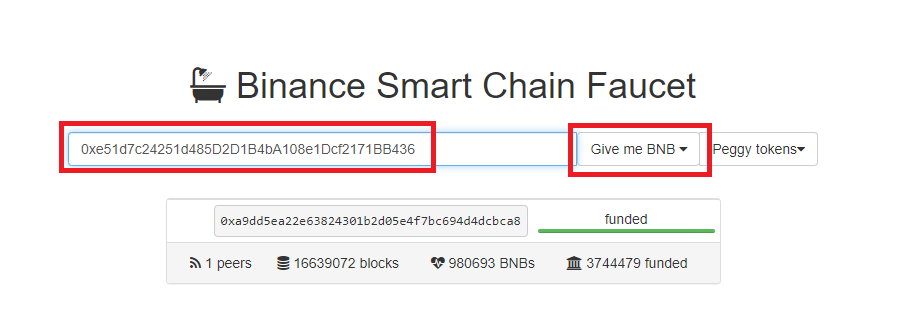 Binance Smart Chain Faucet
0xe51d7c24251d485D2D1B4bA108e1Dcf2171BB436 Give me BNB Peggy tokens
0xa9dd5ea22e63824301b2d05e4f7bc694d4dcbca8 funded
1 peers 16639072 blocks 980693 BNBs 3744479 funded